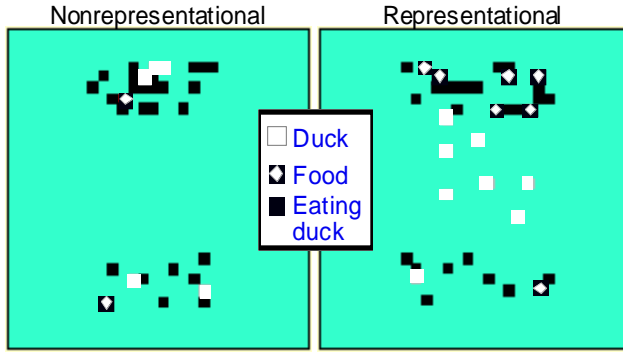 Nonrepresentational
Representational
Duck
Food
Eating
duck